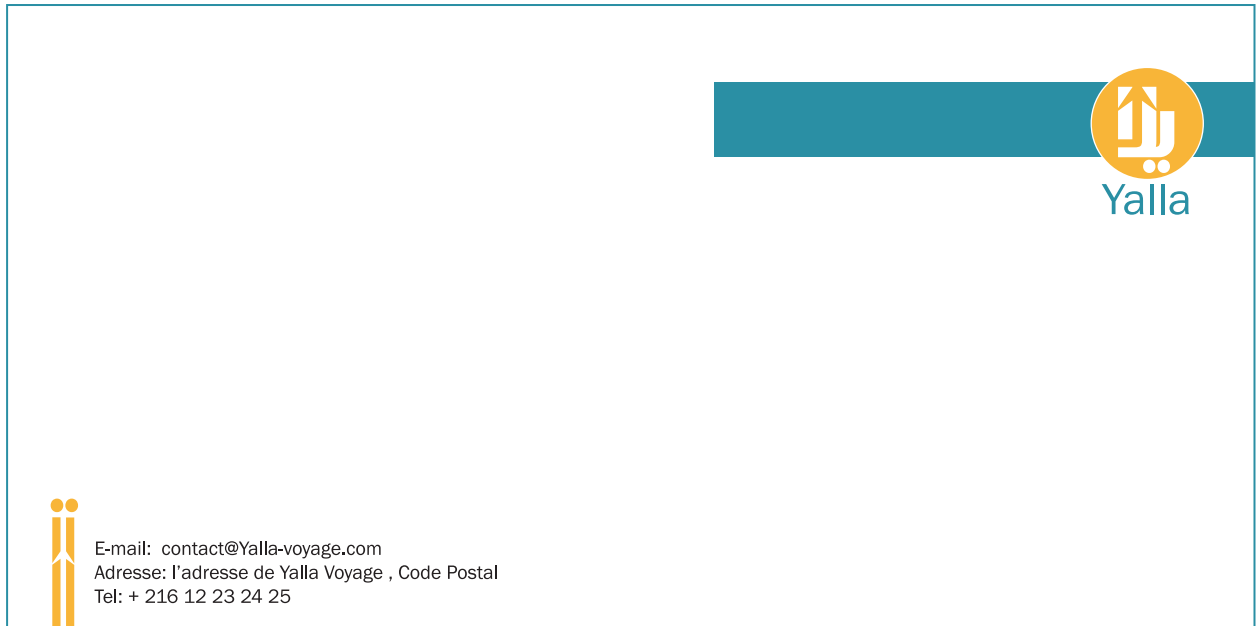 يلا
Yalla
E-mail: contact@Yalla-voyage.com
Adresse: l'adresse de Yalla Voyage , Code Postal
Tel: + 216 12 23 24 25